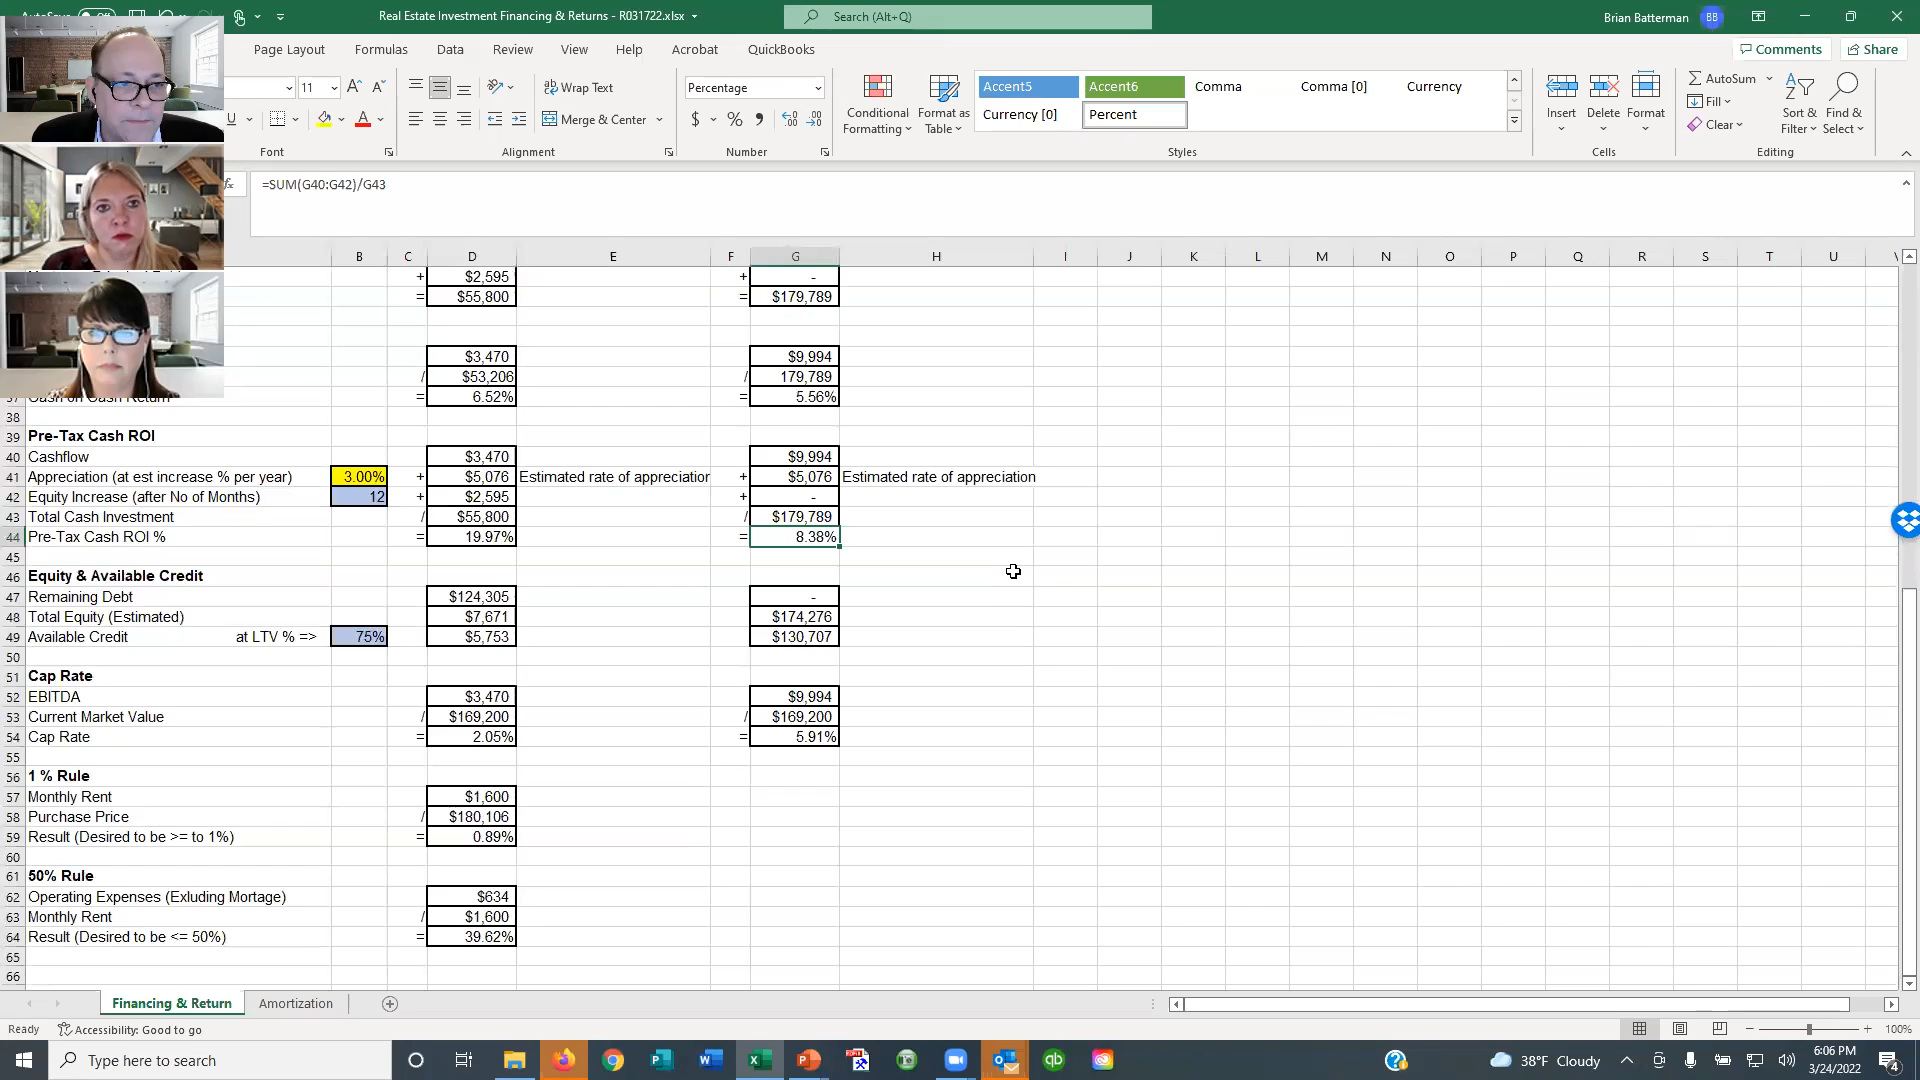 Real Estate Investment Financing & Returns - R031722.xlsx
Search (Alt+Q)
Brian Batterman BB
Page Layout Formulas Data Review View Help Acrobat QuickBooks Comments Share
11 Wrap Text Percentage Accent5 Accent6 Comma Comma [0] Currency AutoSum
Conditional Formatting Format as Table Currency [0] Percent Insert Delete Format Fill Sort & Filter Find & Select
U Merge & Center $ % Clear
Font Alignment Number Styles Cells Editing
fx =SUM(G40:G42)/G43
B C D E F G H I J K L M N O P Q R S T U
+ $2,595 + -
= $55,800 = $179,789
$3,470 $9,994
/ $53,206 / 179,789
= 6.52% = 5.56%
38
39 Pre-Tax Cash ROI
40 Cashflow $3,470 $9,994
41 Appreciation (at est increase % per year) 3.00% + $5,076 Estimated rate of appreciation + $5,076 Estimated rate of appreciation
42 Equity Increase (after No of Months) 12 + $2,595 + -
43 Total Cash Investment / $55,800 / $179,789
44 Pre-Tax Cash ROI % = 19.97% = 8.38%
45
46 Equity & Available Credit
47 Remaining Debt $124,305 -
48 Total Equity (Estimated) $7,671 $174,276
49 Available Credit at LTV % => 75% $5,753 $130,707
50
51 Cap Rate
52 EBITDA $3,470 $9,994
53 Current Market Value / $169,200 / $169,200
54 Cap Rate = 2.05% = 5.91%
55
56 1 % Rule
57 Monthly Rent $1,600
58 Purchase Price / $180,106
59 Result (Desired to be >= to 1%) = 0.89%
60
61 50% Rule
62 Operating Expenses (Exluding Mortage) $634
63 Monthly Rent / $1,600
64 Result (Desired to be <= 50%) = 39.62%
65
66
Financing & Return Amortization
Ready Accessibility: Good to go 100%
Type here to search 38°F Cloudy 6:06 PM
3/24/2022 4